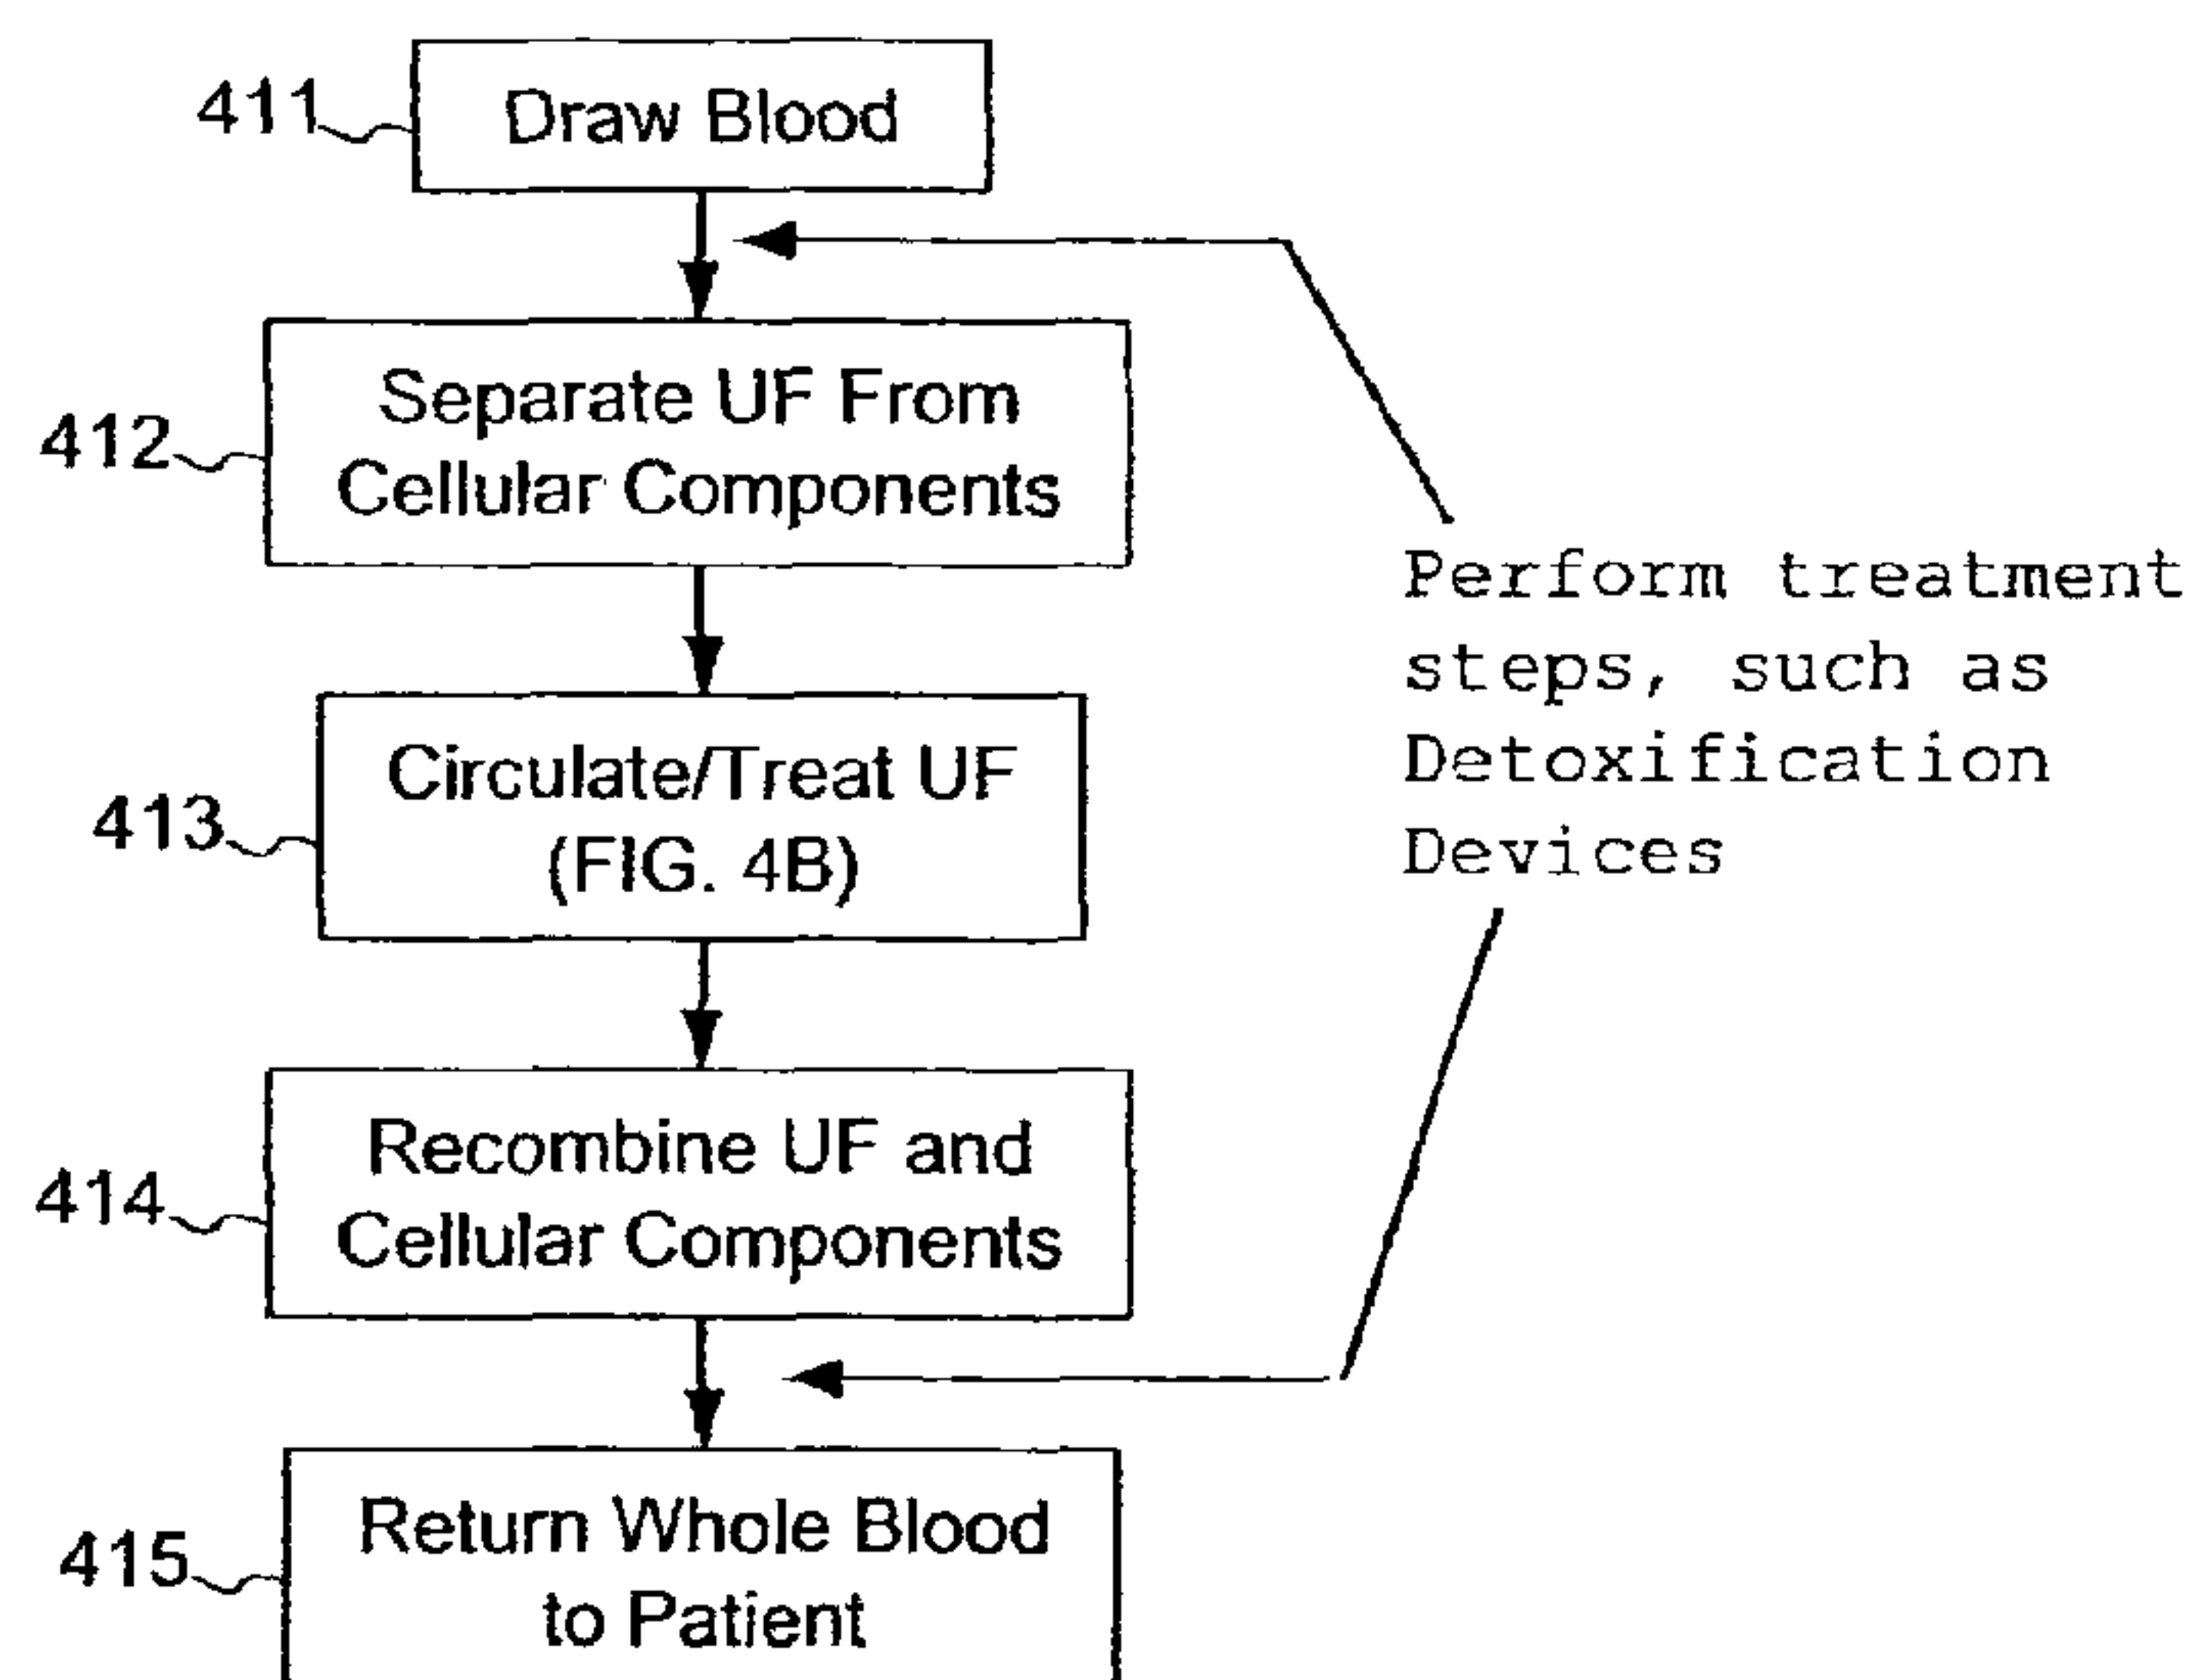 411
Draw Blood
412
Separate UF From
Cellular Components
413
Circulate/Treat UF
(FIG. 4B)
414
Recombine UF and
Cellular Components
415
Return Whole Blood
to Patient
Perform treatment
steps, such as
Detoxification
Devices